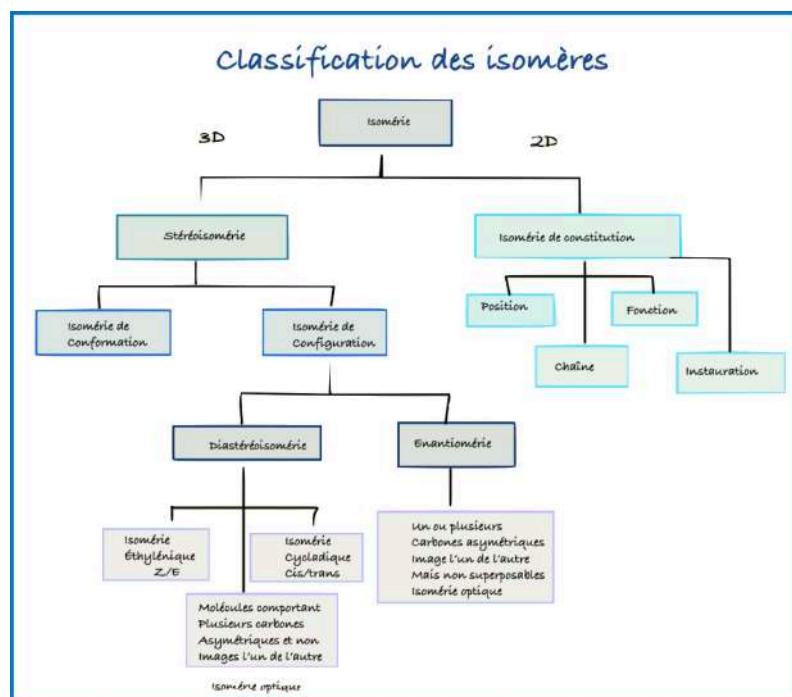 Classification des isomères
Isomérie
3D
2D
Stéréoisomérie
Isomérie de constitution
Position
Fonction
Isomérie de
Conformation
Isomérie de
Configuration
Chaîne
Instauration
Diastéréoisomérie
Enantiomérie
Isomérie
Éthylénique
Z/E
Isomérie
Cycladique
Cis/trans
Un ou plusieurs
Carbones asymétriques
Image l'un de l'autre
Mais non superposables
Isomérie optique
Molécules comportant
Plusieurs carbones
Asymétriques et non
Images l'un de l'autre
Isomérie optique